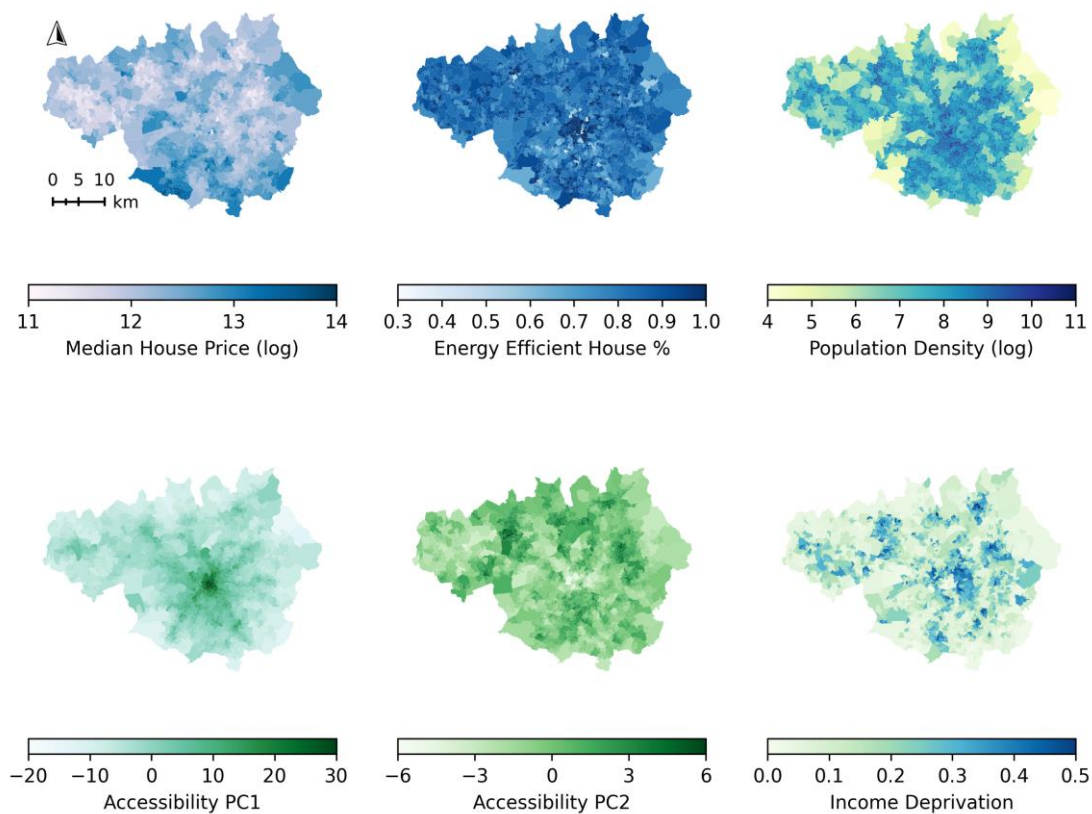 0 5 10
km
11 12 13 14
Median House Price (log)
0.3 0.4 0.5 0.6 0.7 0.8 0.9 1.0
Energy Efficient House %
4 5 6 7 8 9 10 11
Population Density (log)
−20 −10 0 10 20 30
Accessibility PC1
−6 −3 0 3 6
Accessibility PC2
0.0 0.1 0.2 0.3 0.4 0.5
Income Deprivation